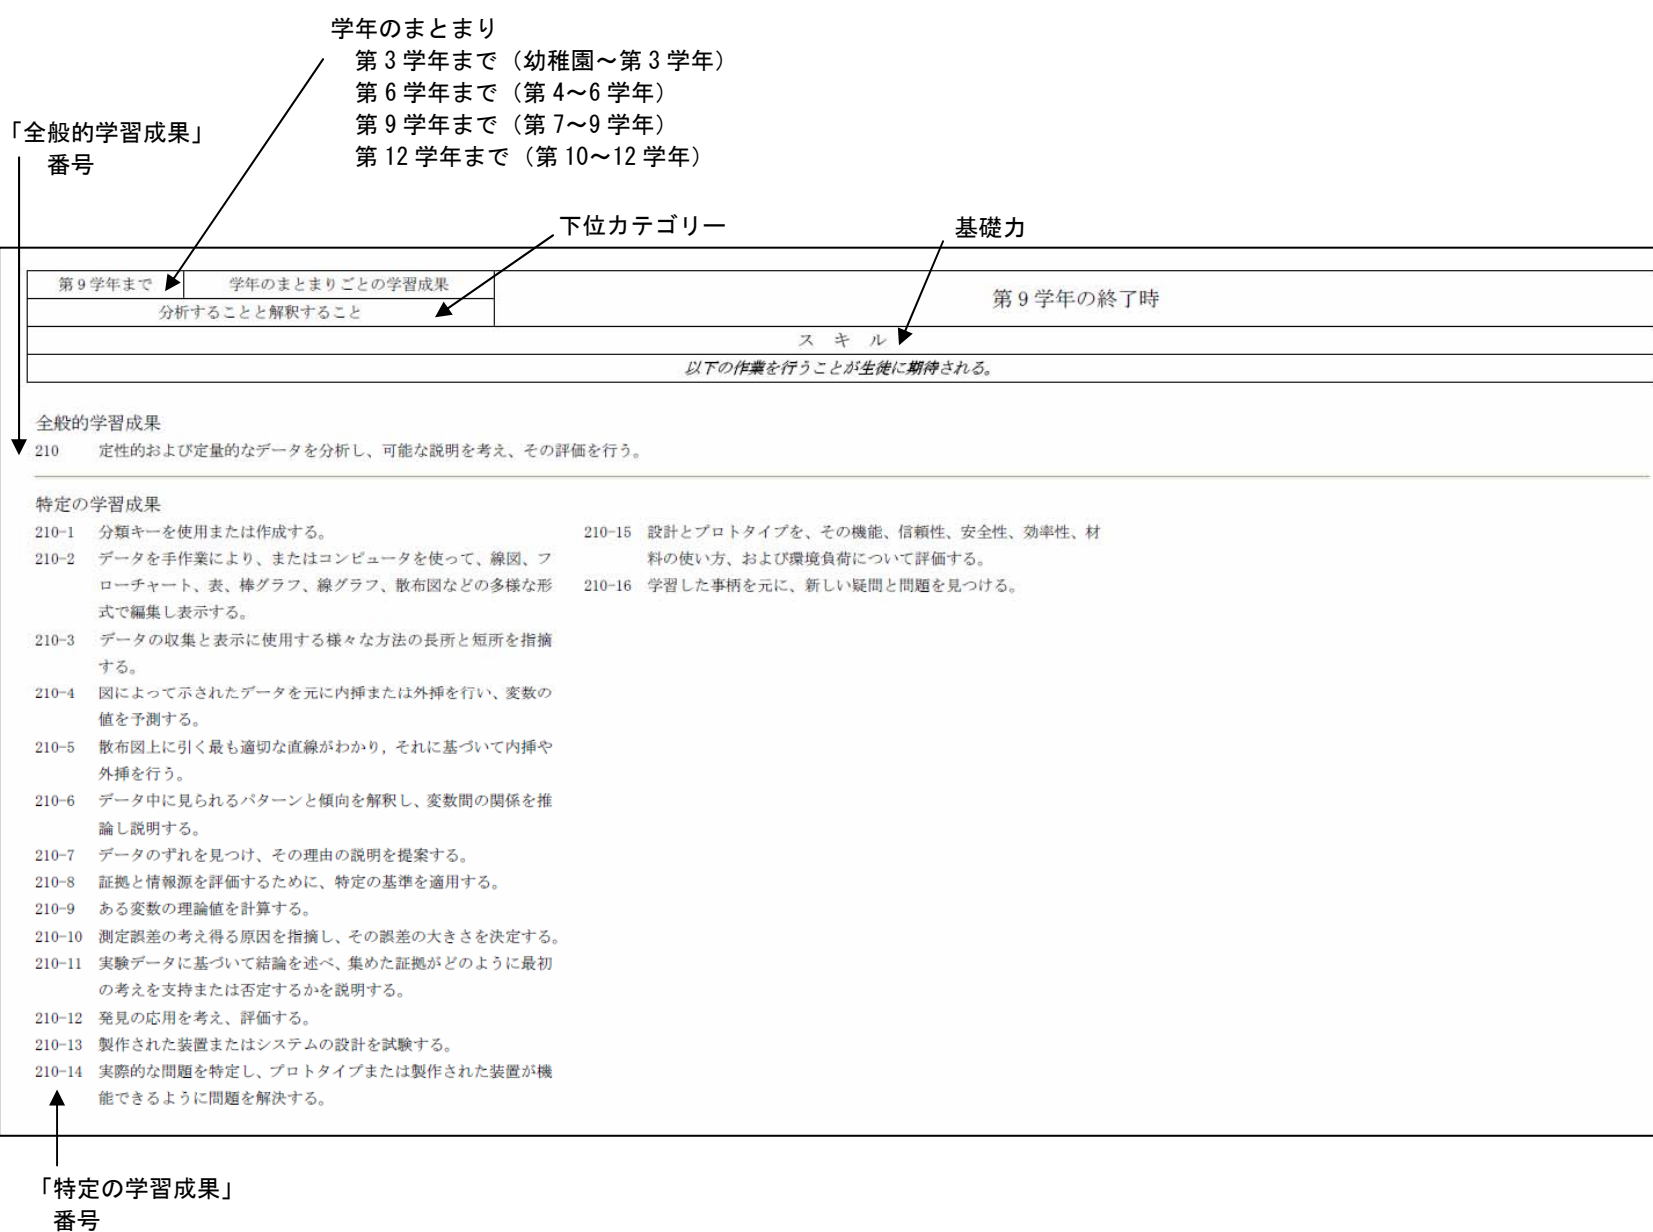 学年のまとまり
第 3 学年まで（幼稚園～第 3 学年）
第 6 学年まで（第 4～6 学年）
第 9 学年まで（第 7～9 学年）
第 12 学年まで（第 10～12 学年）
「全般的学習成果」
番号
下位カテゴリー
基礎力
第 9 学年まで
学年のまとまりごとの学習成果
第 9 学年の終了時
分析することと解釈すること
ス キ ル
以下の作業を行うことが生徒に期待される。
全般的学習成果
210 定性的および定量的なデータを分析し、可能な説明を考え、その評価を行う。
特定の学習成果
210-1 分類キーを使用または作成する。
210-2 データを手作業により、またはコンピュータを使って、線図、フ
ローチャート、表、棒グラフ、線グラフ、散布図などの多様な形
式で編集し表示する。
210-3 データの収集と表示に使用する様々な方法の長所と短所を指摘
する。
210-4 図によって示されたデータを元に内挿または外挿を行い、変数の
値を予測する。
210-5 散布図上に引く最も適切な直線がわかり，それに基づいて内挿や
外挿を行う。
210-6 データ中に見られるパターンと傾向を解釈し、変数間の関係を推
論し説明する。
210-7 データのずれを見つけ、その理由の説明を提案する。
210-8 証拠と情報源を評価するために、特定の基準を適用する。
210-9 ある変数の理論値を計算する。
210-10 測定誤差の考え得る原因を指摘し、その誤差の大きさを決定する。
210-11 実験データに基づいて結論を述べ、集めた証拠がどのように最初
の考えを支持または否定するかを説明する。
210-12 発見の応用を考え、評価する。
210-13 製作された装置またはシステムの設計を試験する。
210-14 実際的な問題を特定し、プロトタイプまたは製作された装置が機
能できるように問題を解決する。
210-15 設計とプロトタイプを、その機能、信頼性、安全性、効率性、材
料の使い方、および環境負荷について評価する。
210-16 学習した事柄を元に、新しい疑問と問題を見つける。
「特定の学習成果」
番号